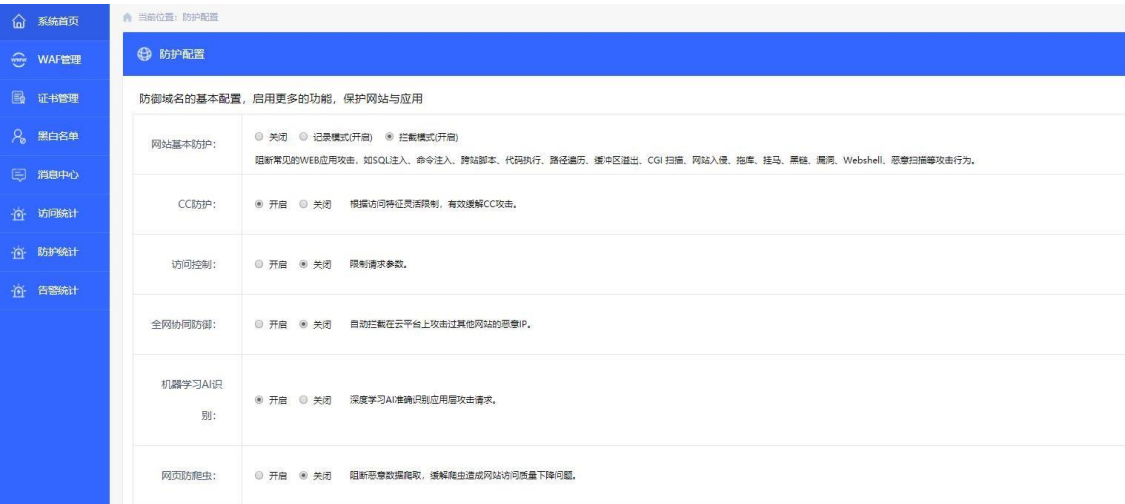 系统首页
WAF管理
证书管理
黑白名单
消息中心
访问统计
防护统计
告警统计
当前位置: 防护配置
防护配置
防御域名的基本配置，启用更多的功能，保护网站与应用
网站基本防护:
关闭 记录模式(开启) 拦截模式(开启)
阻断常见的WEB应用攻击，如SQL注入、命令注入、跨站脚本、代码执行、路径遍历、缓冲区溢出、CGI 扫描、网站入侵、拖库、挂马、黑链、漏洞、Webshell、恶意扫描等攻击行为。
CC防护:
开启 关闭 根据访问特征灵活限制，有效缓解CC攻击。
访问控制:
开启 关闭 限制请求参数。
全网协同防御:
开启 关闭 自动拦截在云平台上攻击过其他网站的恶意IP。
机器学习AI识
别:
开启 关闭 深度学习AI准确识别应用层攻击请求。
网页防爬虫:
开启 关闭 阻断恶意数据爬取，缓解爬虫造成网站访问质量下降问题。